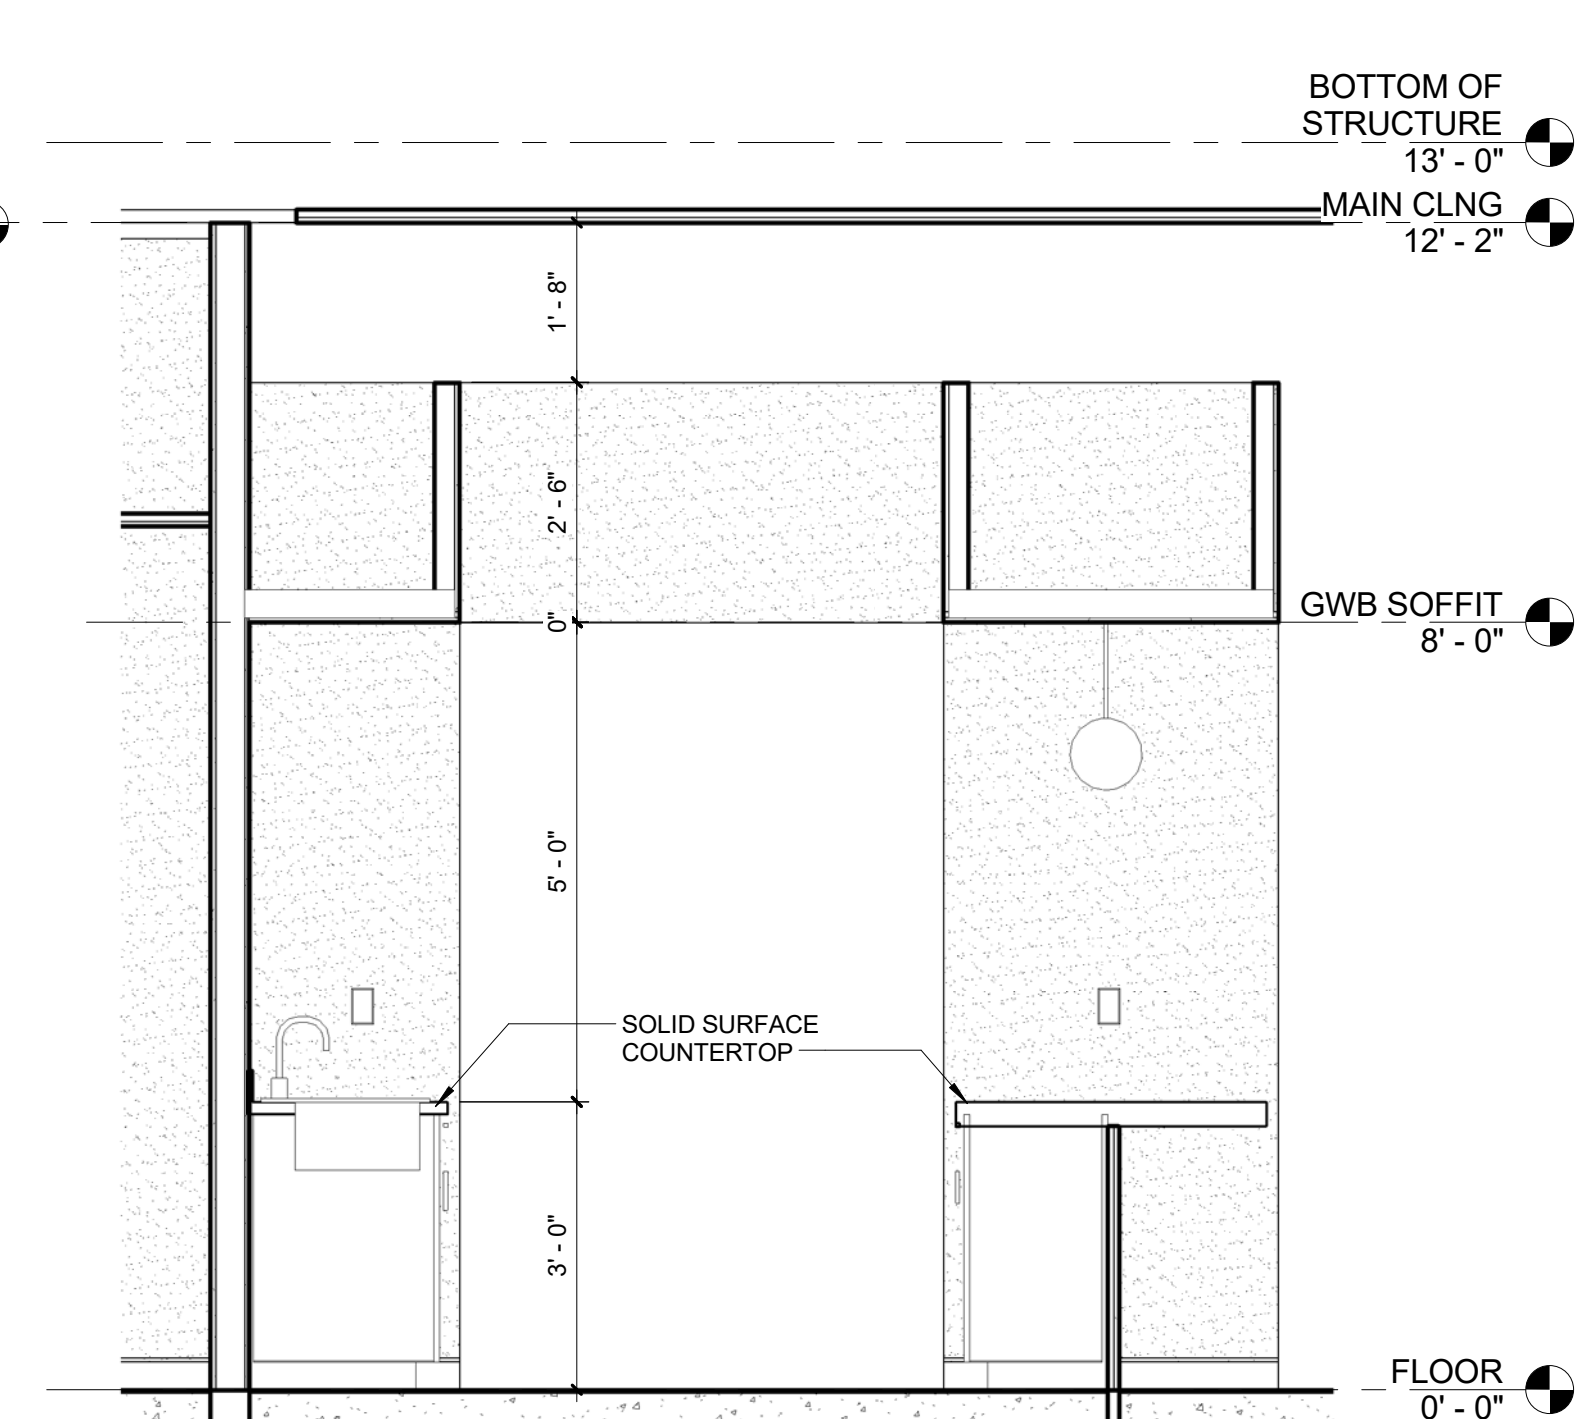 BOTTOM OF
STRUCTURE
13' - 0"
MAIN CLNG
12' - 2"
1' - 8"
2' - 6"
GWB SOFFIT
0"
8' - 0"
5' - 0"
SOLID SURFACE
COUNTERTOP
3' - 0"
FLOOR
0' - 0"